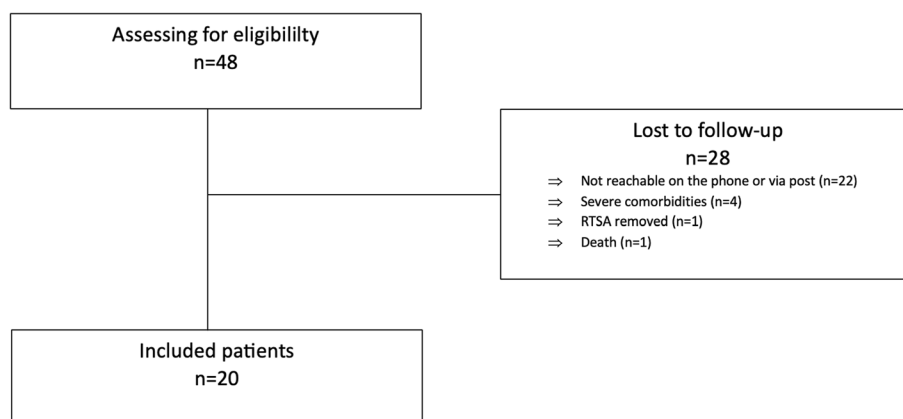 Assessing for eligibililty
n=48
Lost to follow-up
n=28
⇒ Not reachable on the phone or via post (n=22)
⇒ Severe comorbidities (n=4)
⇒ RTSA removed (n=1)
⇒ Death (n=1)
Included patients
n=20